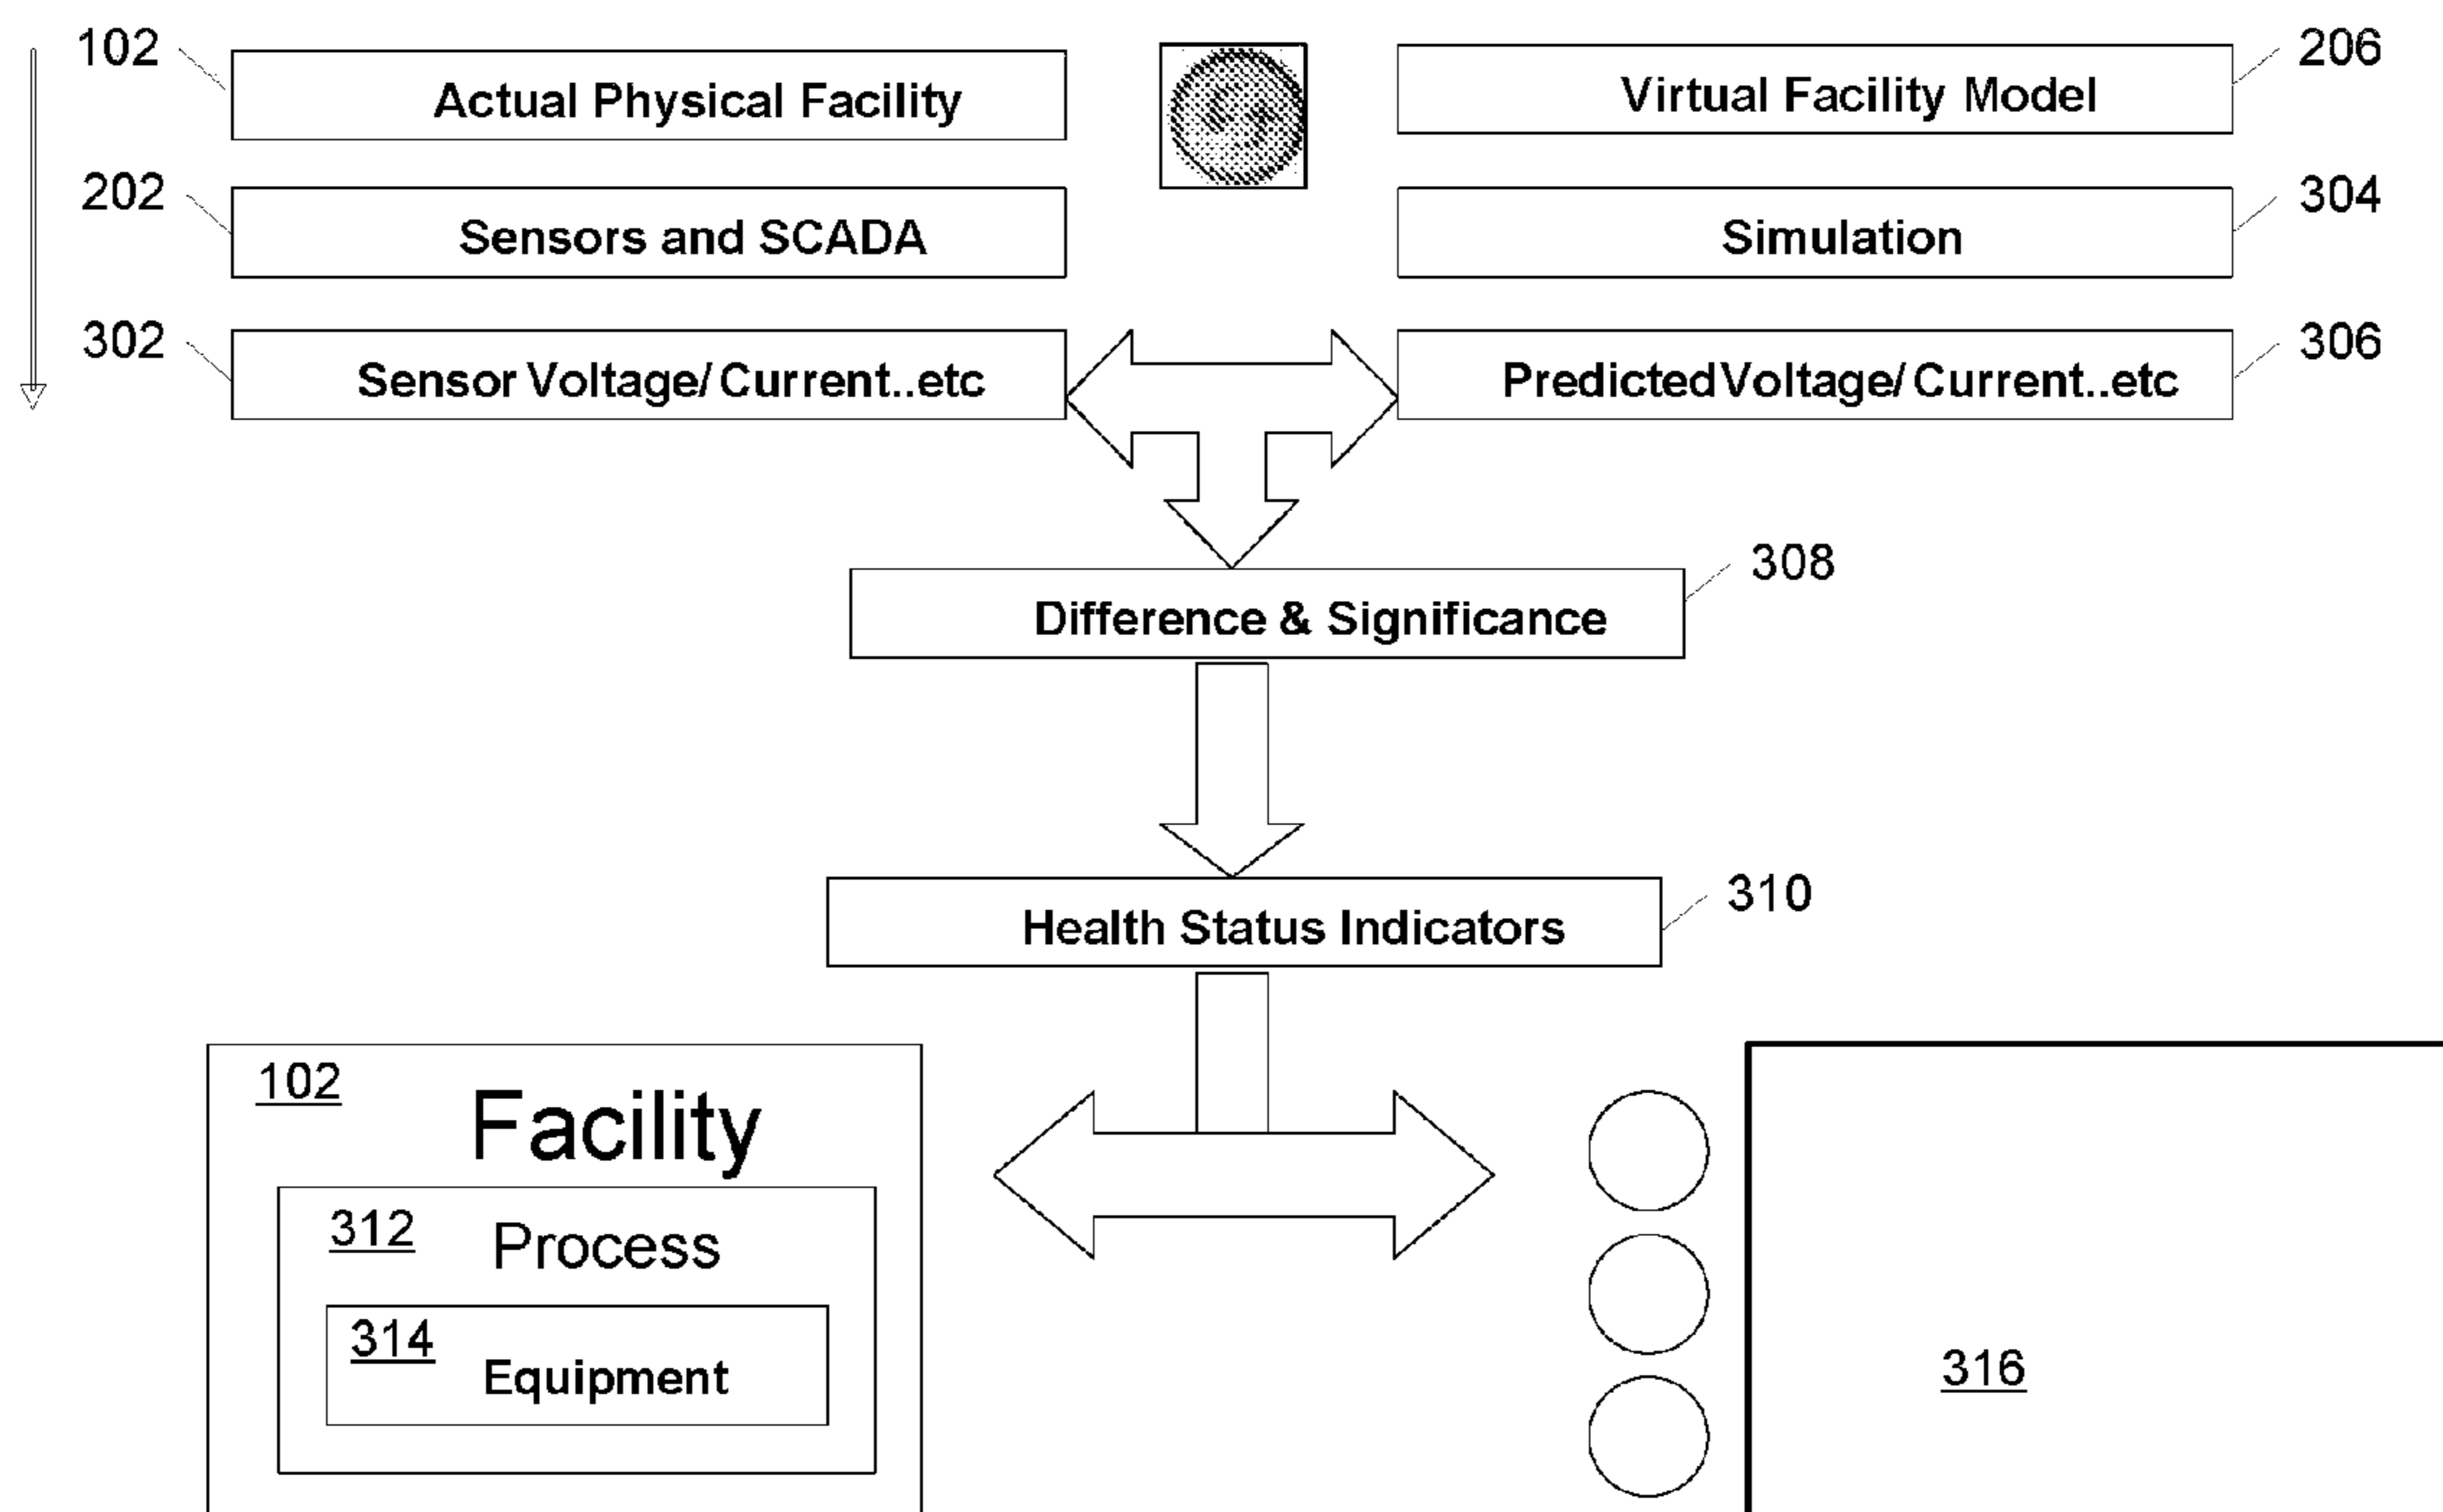 102
Actual Physical Facility
Virtual Facility Model
206
202
Sensors and SCADA
Simulation
304
302
Sensor Voltage/Current..etc
Predicted Voltage/Current..etc
306
Difference & Significance
308
Health Status Indicators
310
102
Facility
312
Process
314
Equipment
316